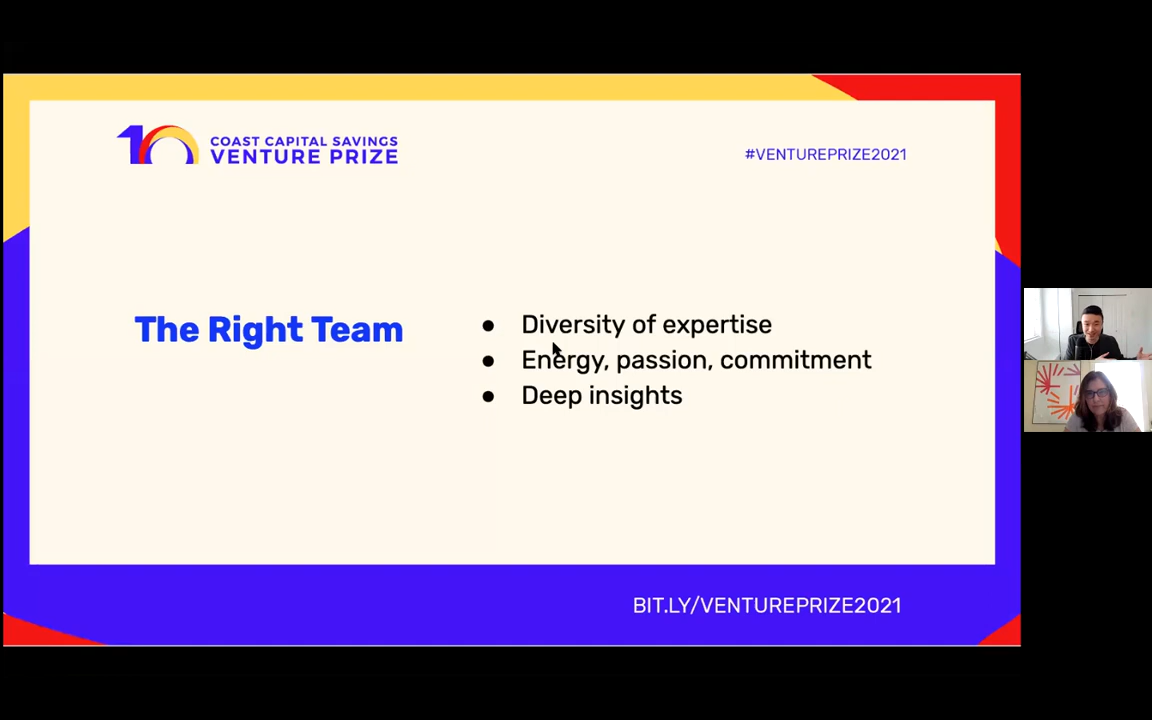 10 COAST CAPITAL SAVINGS
VENTURE PRIZE
#VENTUREPRIZE2021
The Right Team
● Diversity of expertise
● Energy, passion, commitment
● Deep insights
BIT.LY/VENTUREPRIZE2021